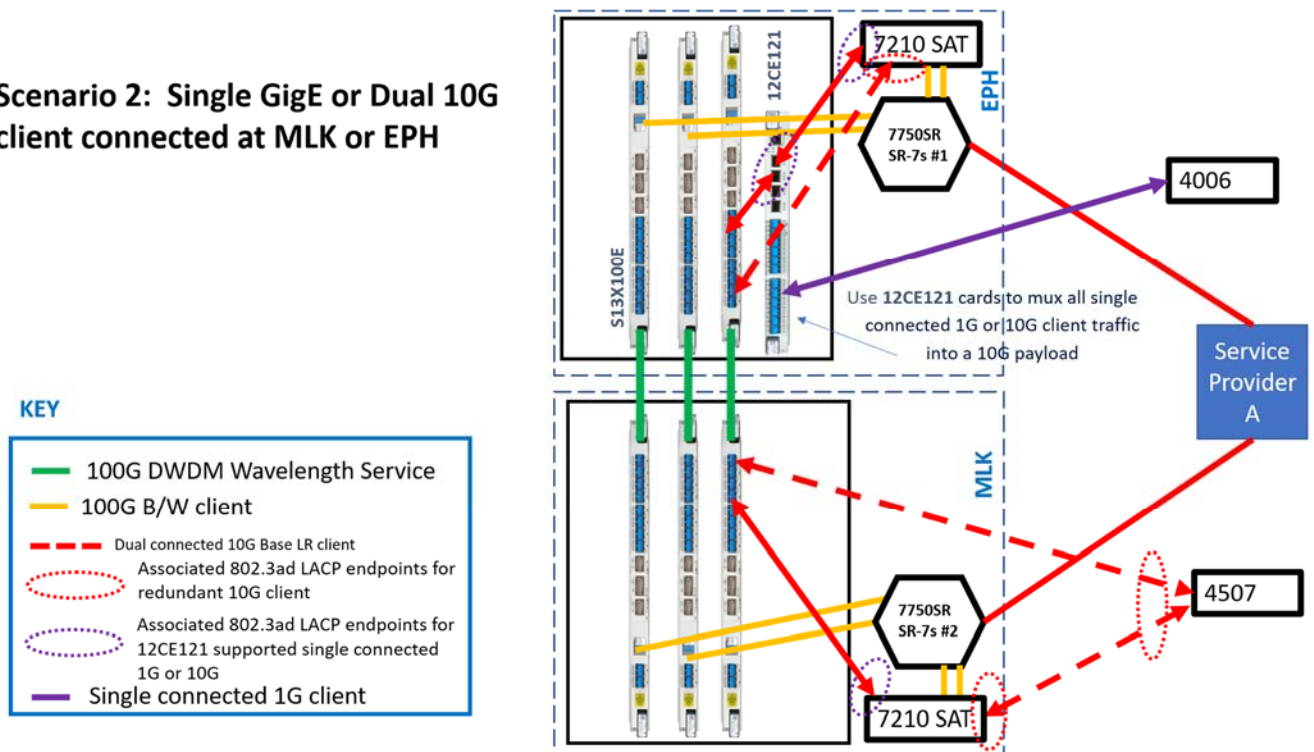 Scenario 2: Single GigE or Dual 10G
client connected at MLK or EPH
S13X100E
12CE121
7210 SAT
EPH
7750SR
SR-7s #1
4006
Use 12CE121 cards to mux all single
connected 1G or 10G client traffic
into a 10G payload
Service
Provider
A
MLK
7750SR
SR-7s #2
4507
7210 SAT
KEY
100G DWDM Wavelength Service
100G B/W client
Dual connected 10G Base LR client
Associated 802.3ad LACP endpoints for
redundant 10G client
Associated 802.3ad LACP endpoints for
12CE121 supported single connected
1G or 10G
Single connected 1G client